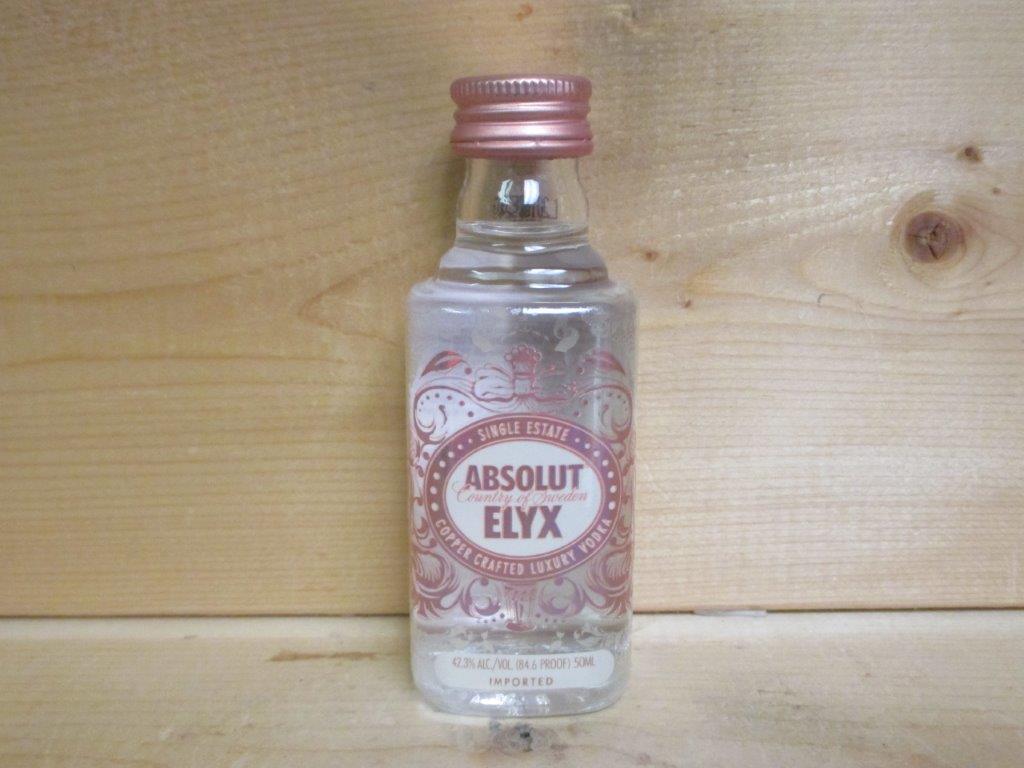 SINGLE ESTATE
ABSOLUT
Country of Sweden
ELYX
COPPER CRAFTED LUXURY VODKA
42.3% ALC./VOL. (84.6 PROOF) 50ML
IMPORTED